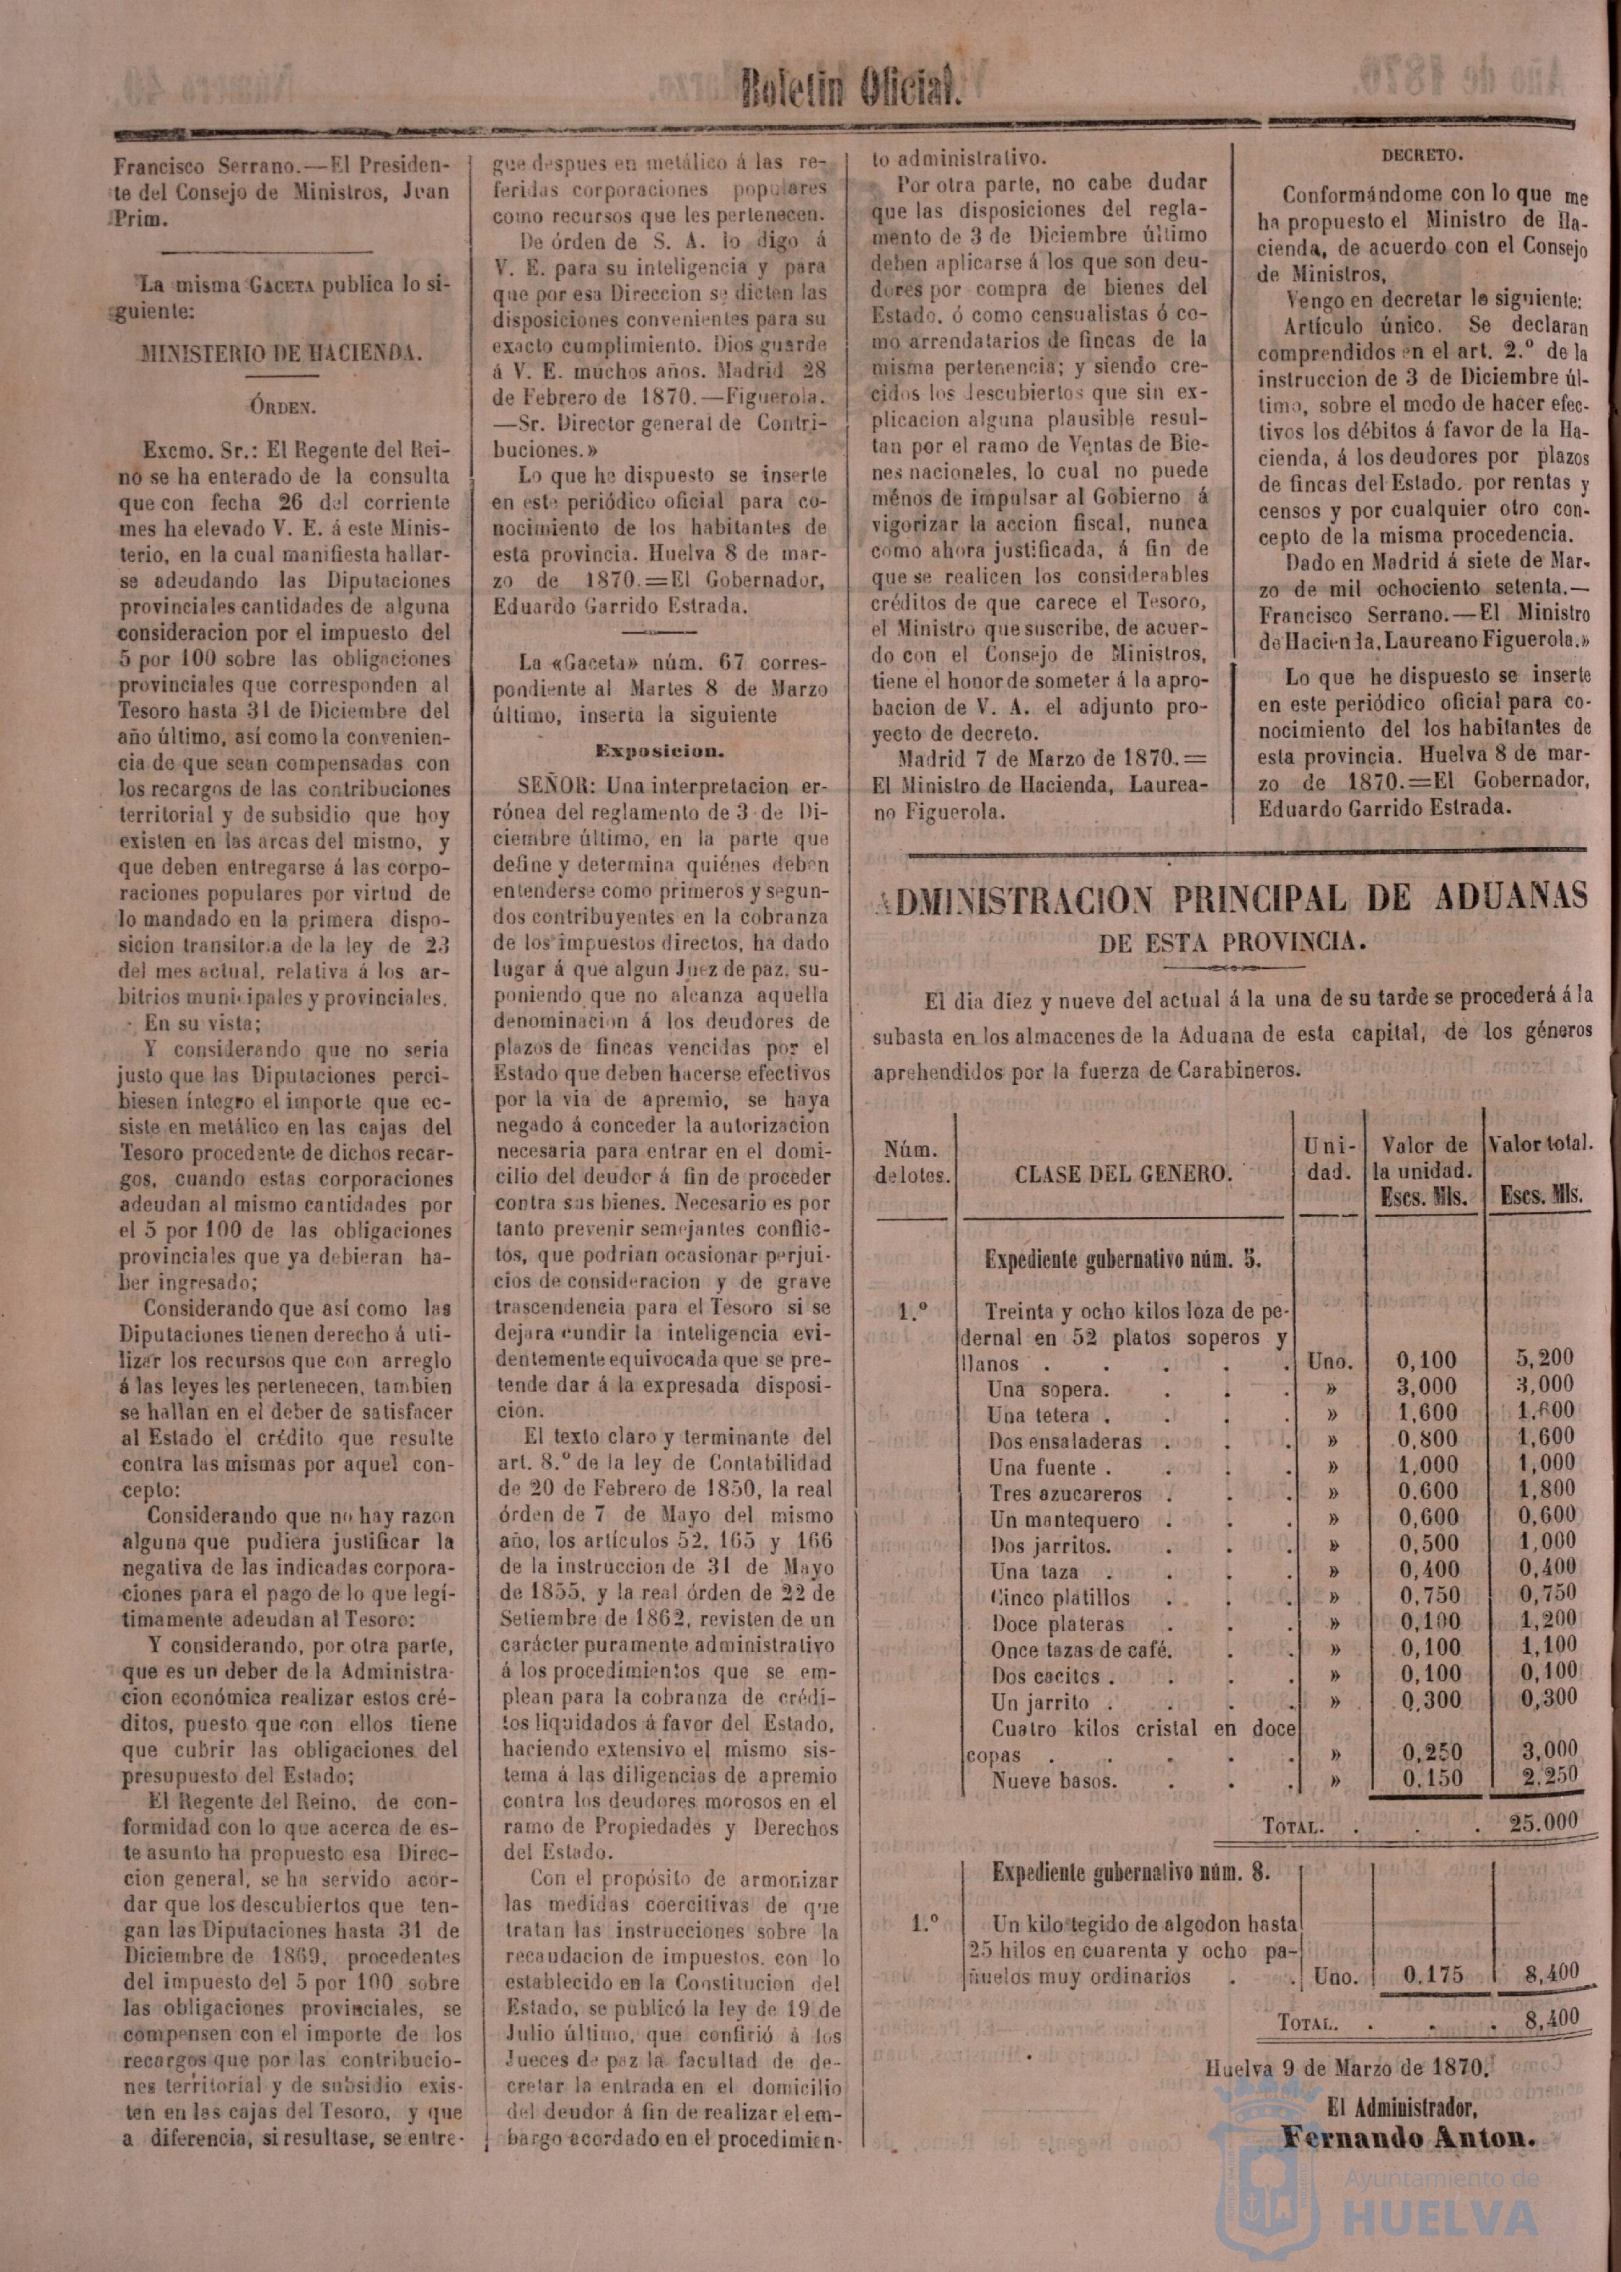 Boletin Oficial.
Francisco Serrano.—El Presiden-
te del Consejo de Ministros, Juan
Prim.
La misma GACETA publica lo si-
guiente:
MINISTERIO DE HACIENDA.
ÓRDEN.
Excmo. Sr.: El Regente del Rei-
no se ha enterado de la consulta
que con fecha 26 del corriente
mes ha elevado V. E. á este Minis-
terio, en la cual manifiesta hallar-
se adeudando las Diputaciones
provinciales cantidades de alguna
consideracion por el impuesto del
5 por 100 sobre las obligaciones
provinciales que corresponden al
Tesoro hasta 31 de Diciembre del
año último, así como la convenien-
cia de que sean compensadas con
los recargos de las contribuciones
territorial y de subsidio que hoy
existen en las arcas del mismo, y
que deben entregarse á las corpo-
raciones populares por virtud de
lo mandado en la primera dispo-
sicion transitoria de la ley de 23
del mes actual, relativa á los ar-
bitrios municipales y provinciales.
En su vista;
Y considerando que no seria
justo que las Diputaciones perci-
biesen íntegro el importe que ec-
siste en metálico en las cajas del
Tesoro procedente de dichos recar-
gos, cuando estas corporaciones
adeudan al mismo cantidades por
el 5 por 100 de las obligaciones
provinciales que ya debieran ha-
ber ingresado;
Considerando que así como las
Diputaciones tienen derecho á uti-
lizar los recursos que con arreglo
á las leyes les pertenecen, tambien
se hallan en el deber de satisfacer
al Estado el crédito que resulte
contra las mismas por aquel con-
cepto:
Considerando que no hay razon
alguna que pudiera justificar la
negativa de las indicadas corpora-
ciones para el pago de lo que legí-
timamente adeudan al Tesoro:
Y considerando, por otra parte,
que es un deber de la Administra-
cion económica realizar estos cré-
ditos, puesto que con ellos tiene
que cubrir las obligaciones del
presupuesto del Estado;
El Regente del Reino, de con-
formidad con lo que acerca de es-
te asunto ha propuesto esa Direc-
cion general, se ha servido acor-
dar que los descubiertos que ten-
gan las Diputaciones hasta 31 de
Diciembre de 1869, procedentes
del impuesto del 5 por 100 sobre
las obligaciones provinciales, se
compensen con el importe de los
recargos que por las contribucio-
nes territorial y de subsidio exis-
ten en las cajas del Tesoro, y que
a diferencia, si resultase, se entre-
gue despues en metálico á las re-
feridas corporaciones populares
como recursos que les pertenecen.
De órden de S. A. lo digo á
V. E. para su inteligencia y para
que por esa Direccion se dicten las
disposiciones convenientes para su
exacto cumplimiento. Dios guarde
á V. E. muchos años. Madrid 28
de Febrero de 1870.—Figuerola.
—Sr. Director general de Contri-
buciones.»
Lo que he dispuesto se inserte
en este periódico oficial para co-
nocimiento de los habitantes de
esta provincia. Huelva 8 de mar-
zo de 1870.=El Gobernador,
Eduardo Garrido Estrada.
La «Gaceta» núm. 67 corres-
pondiente al Martes 8 de Marzo
último, inserta la siguiente
Exposicion.
SEÑOR: Una interpretacion er-
rónea del reglamento de 3 de Di-
ciembre último, en la parte que
define y determina quiénes deben
entenderse como primeros y segun-
dos contribuyentes en la cobranza
de los impuestos directos, ha dado
lugar á que algun Juez de paz, su-
poniendo que no alcanza aquella
denominacion á los deudores de
plazos de fincas vencidas por el
Estado que deben hacerse efectivos
por la via de apremio, se haya
negado á conceder la autorizacion
necesaria para entrar en el domi-
cilio del deudor á fin de proceder
contra sus bienes. Necesario es por
tanto prevenir semejantes conflic-
tos, que podrian ocasionar perjui-
cios de consideracion y de grave
trascendencia para el Tesoro si se
dejara cundir la inteligencia evi-
dentemente equivocada que se pre-
tende dar á la expresada disposi-
cion.
El texto claro y terminante del
art. 8.º de la ley de Contabilidad
de 20 de Febrero de 1850, la real
órden de 7 de Mayo del mismo
año, los artículos 52, 165 y 166
de la instruccion de 31 de Mayo
de 1855, y la real órden de 22 de
Setiembre de 1862, revisten de un
carácter puramente administrativo
á los procedimientos que se em-
plean para la cobranza de crédi-
tos liquidados á favor del Estado,
haciendo extensivo el mismo sis-
tema á las diligencias de apremio
contra los deudores morosos en el
ramo de Propiedades y Derechos
del Estado.
Con el propósito de armonizar
las medidas coercitivas de que
tratan las instrucciones sobre la
recaudacion de impuestos, con lo
establecido en la Constitucion del
Estado, se publicó la ley de 19 de
Julio último, que confirió á los
Jueces de paz la facultad de de-
cretar la entrada en el domicilio
del deudor á fin de realizar el em-
bargo acordado en el procedimien-
to administrativo.
Por otra parte, no cabe dudar
que las disposiciones del regla-
mento de 3 de Diciembre último
deben aplicarse á los que son deu-
dores por compra de bienes del
Estado, ó como censualistas ó co-
mo arrendatarios de fincas de la
misma pertenencia; y siendo cre-
cidos los descubiertos que sin ex-
plicacion alguna plausible resul-
tan por el ramo de Ventas de Bie-
nes nacionales, lo cual no puede
ménos de impulsar al Gobierno á
vigorizar la accion fiscal, nunca
como ahora justificada, á fin de
que se realicen los considerables
créditos de que carece el Tesoro,
el Ministro que suscribe, de acuer-
do con el Consejo de Ministros,
tiene el honor de someter á la apro-
bacion de V. A. el adjunto pro-
yecto de decreto.
Madrid 7 de Marzo de 1870.=
El Ministro de Hacienda, Laurea-
no Figuerola.
DECRETO.
Conformándome con lo que me
ha propuesto el Ministro de Ha-
cienda, de acuerdo con el Consejo
de Ministros,
Vengo en decretar lo siguiente:
Artículo único. Se declaran
comprendidos en el art. 2.º de la
instruccion de 3 de Diciembre úl-
timo, sobre el modo de hacer efec-
tivos los débitos á favor de la Ha-
cienda, á los deudores por plazos
de fincas del Estado, por rentas y
censos y por cualquier otro con-
cepto de la misma procedencia.
Dado en Madrid á siete de Mar-
zo de mil ochociento setenta.—
Francisco Serrano.—El Ministro
de Hacienda, Laureano Figuerola.»
Lo que he dispuesto se inserte
en este periódico oficial para co-
nocimiento del los habitantes de
esta provincia. Huelva 8 de mar-
zo de 1870.=El Gobernador,
Eduardo Garrido Estrada.
ADMINISTRACION PRINCIPAL DE ADUANAS
DE ESTA PROVINCIA.
El dia diez y nueve del actual á la una de su tarde se procederá á la
subasta en los almacenes de la Aduana de esta capital, de los géneros
aprehendidos por la fuerza de Carabineros.
Núm. Uni- Valor de Valor total.
de lotes. CLASE DEL GENERO. dad. la unidad.
Escs. Mls. Escs. Mls.
Expediente gubernativo núm. 5.
1.º Treinta y ocho kilos loza de pe-
dernal en 52 platos soperos y
llanos . . . . . Uno. 0,100 5,200
Una sopera. . . . » 3,000 3,000
Una tetera . . . . » 1,600 1,600
Dos ensaladeras . . . » 0,800 1,600
Una fuente . . . . » 1,000 1,000
Tres azucareros . . . » 0.600 1,800
Un mantequero . . . » 0,600 0,600
Dos jarritos. . . . » 0,500 1,000
Una taza . . . . » 0,400 0,400
Cinco platillos . . . » 0,750 0,750
Doce plateras . . . » 0,100 1,200
Once tazas de café. . . » 0,100 1,100
Dos cacitos . . . . » 0,100 0,100
Un jarrito . . . . » 0,300 0,300
Cuatro kilos cristal en doce
copas . . . . . » 0,250 3,000
Nueve basos. . . . » 0.150 2.250
TOTAL. . . . 25.000
Expediente gubernativo núm. 8.
1.º Un kilo tegido de algodon hasta
25 hilos en cuarenta y ocho pa-
ñuelos muy ordinarios . . Uno. 0.175 8,400
TOTAL. . . . 8,400
Huelva 9 de Marzo de 1870.
El Administrador,
Fernando Anton.
Ayuntamiento de
HUELVA